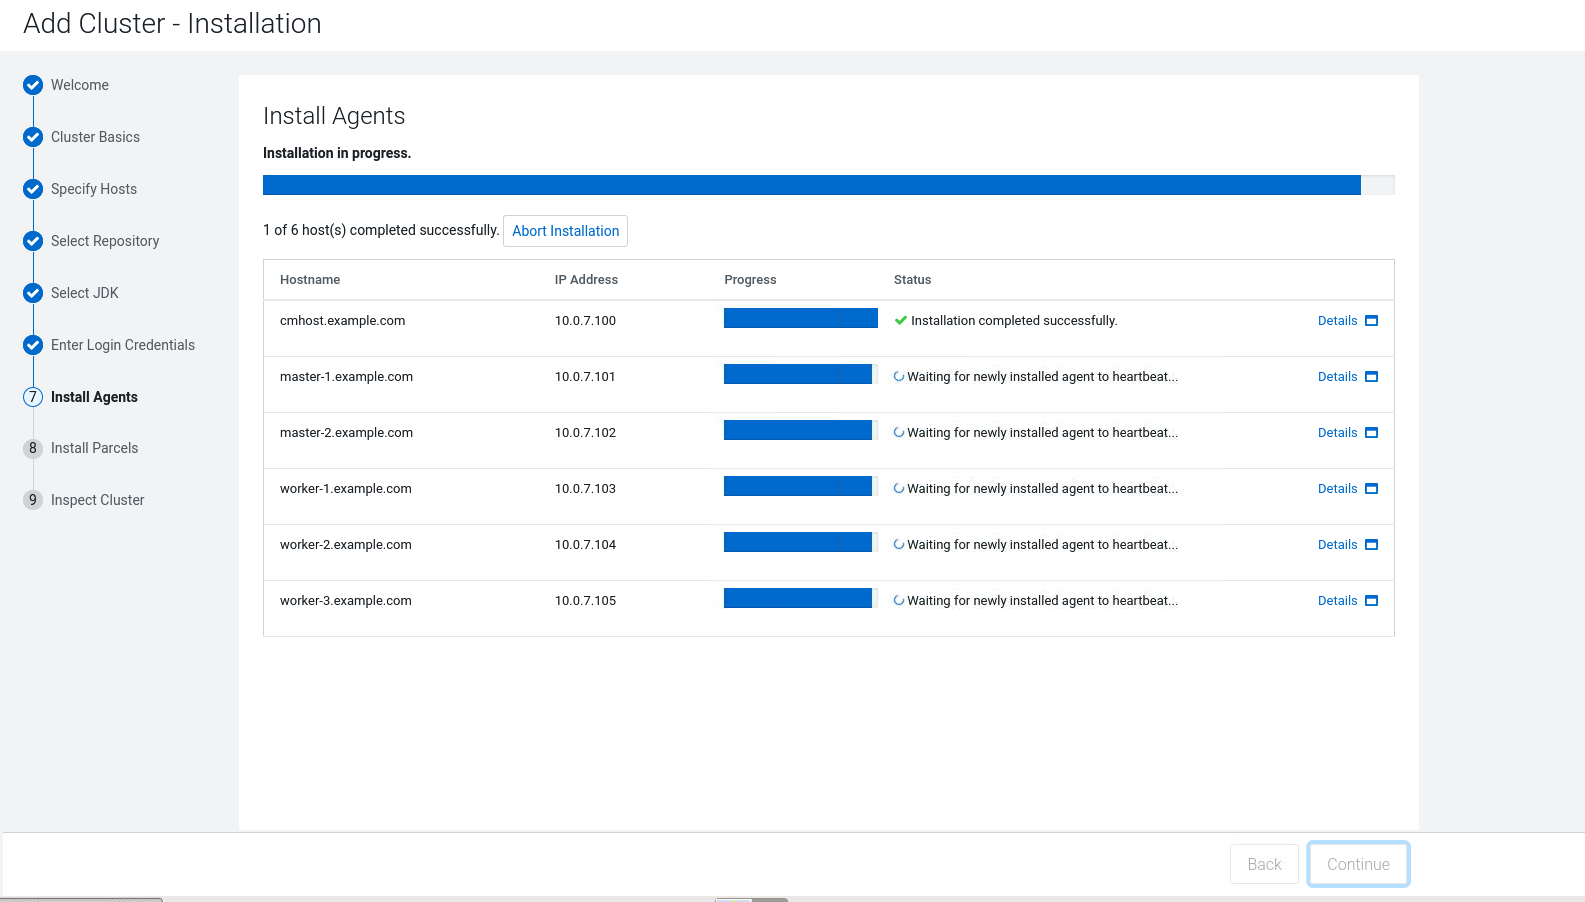 Add Cluster - Installation
Welcome
Cluster Basics
Specify Hosts
Select Repository
Select JDK
Enter Login Credentials
7 Install Agents
8 Install Parcels
9 Inspect Cluster
Install Agents
Installation in progress.
1 of 6 host(s) completed successfully. Abort Installation
Hostname IP Address Progress Status
cmhost.example.com 10.0.7.100 Installation completed successfully. Details
master-1.example.com 10.0.7.101 Waiting for newly installed agent to heartbeat... Details
master-2.example.com 10.0.7.102 Waiting for newly installed agent to heartbeat... Details
worker-1.example.com 10.0.7.103 Waiting for newly installed agent to heartbeat... Details
worker-2.example.com 10.0.7.104 Waiting for newly installed agent to heartbeat... Details
worker-3.example.com 10.0.7.105 Waiting for newly installed agent to heartbeat... Details
Back Continue